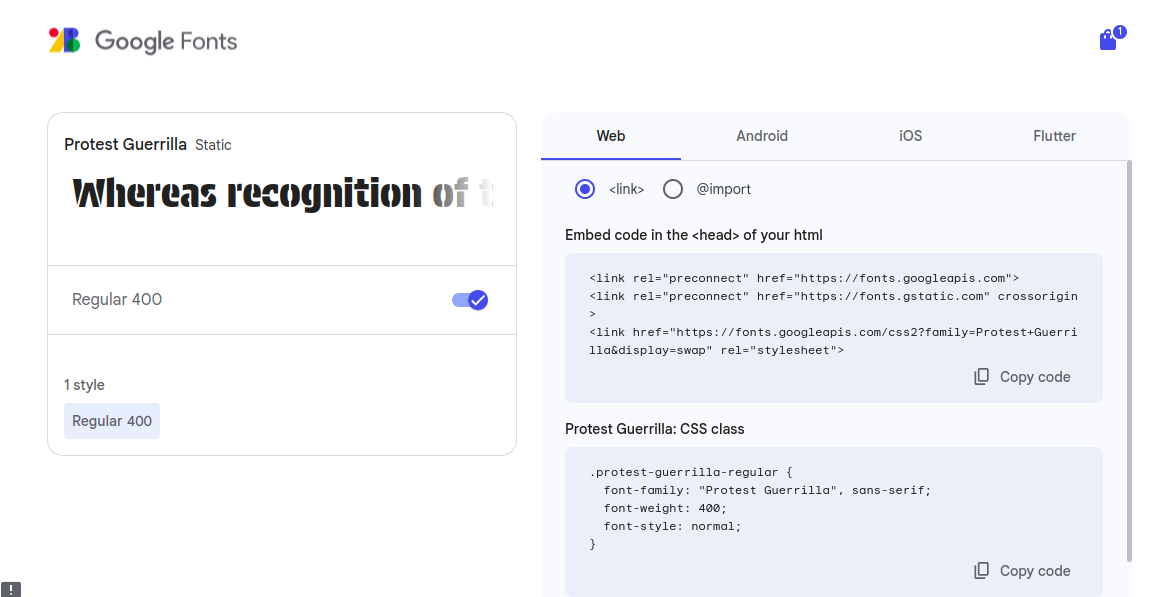 Google Fonts
1
Protest Guerrilla Static
Whereas recognition of t
Regular 400
1 style
Regular 400
Web Android iOS Flutter
<link> @import
Embed code in the <head> of your html
<link rel="preconnect" href="https://fonts.googleapis.com">
<link rel="preconnect" href="https://fonts.gstatic.com" crossorigin
>
<link href="https://fonts.googleapis.com/css2?family=Protest+Guerri
lla&display=swap" rel="stylesheet">
Copy code
Protest Guerrilla: CSS class
.protest-guerrilla-regular {
  font-family: "Protest Guerrilla", sans-serif;
  font-weight: 400;
  font-style: normal;
}
Copy code
!